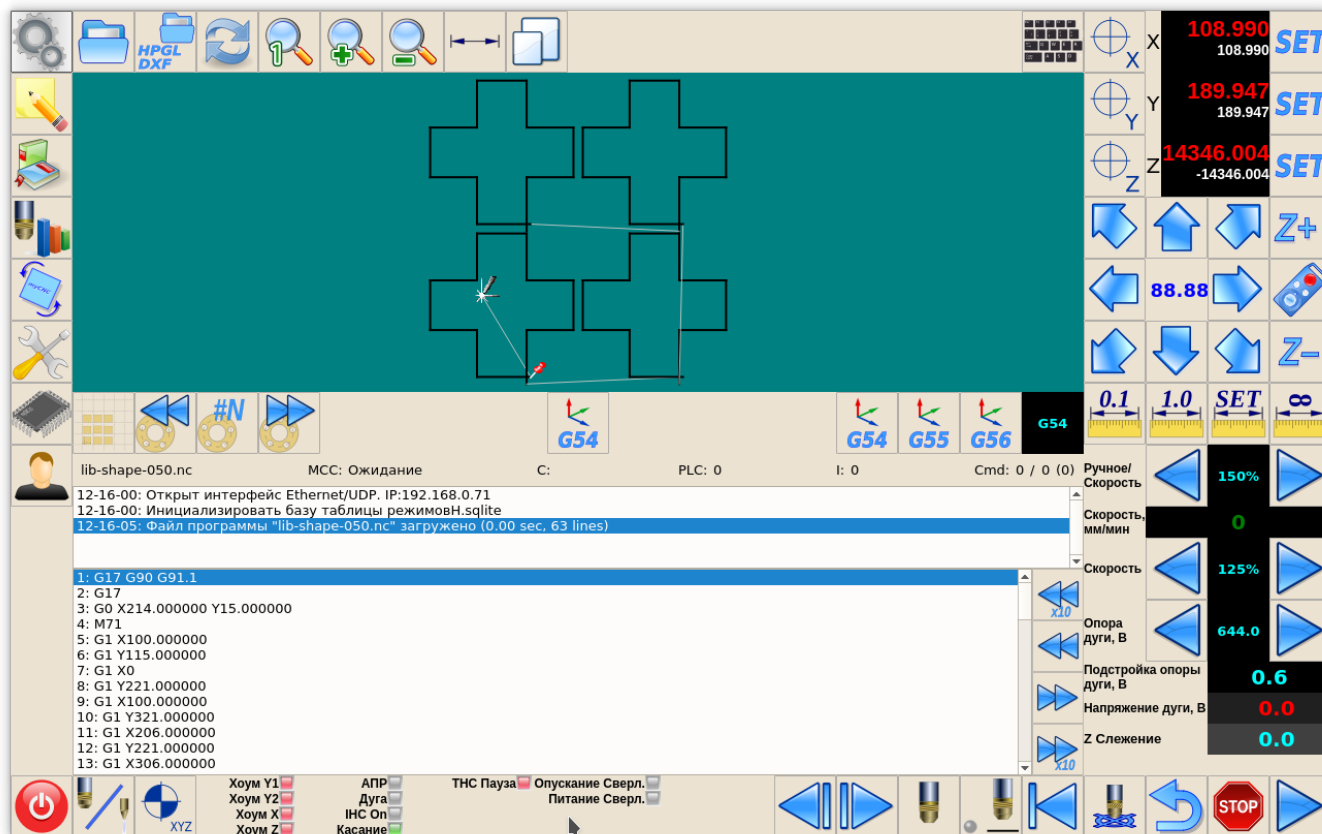 HPGL
DXF
1
X
X
108.990
108.990
SET
Y
Y
189.947
189.947
SET
Z
Z
14346.004
-14346.004
SET
Z+
88.88
Z-
#N
G54
G54
G55
G56
G54
0.1
1.0
SET
∞
lib-shape-050.nc
МСС: Ожидание
C:
PLC: 0
I: 0
Cmd: 0 / 0 (0)
12-16-00: Открыт интерфейс Ethernet/UDP. IP:192.168.0.71
12-16-00: Инициализировать базу таблицы режимовH.sqlite
12-16-05: Файл программы "lib-shape-050.nc" загружено (0.00 sec, 63 lines)
1: G17 G90 G91.1
2: G17
3: G0 X214.000000 Y15.000000
4: M71
5: G1 X100.000000
6: G1 Y115.000000
7: G1 X0
8: G1 Y221.000000
9: G1 X100.000000
10: G1 Y321.000000
11: G1 X206.000000
12: G1 Y221.000000
13: G1 X306.000000
x10
x10
Ручное/
Скорость
150%
Скорость,
мм/мин
0
Скорость
125%
Опора
дуги, В
644.0
Подстройка опоры
дуги, В
0.6
Напряжение дуги, В
0.0
Z Слежение
0.0
XYZ
Хоум Y1
Хоум Y2
Хоум X
Хоум Z
АПР
Дуга
IHC On
Касание
THC Пауза
Опускание Сверл.
Питание Сверл.
STOP